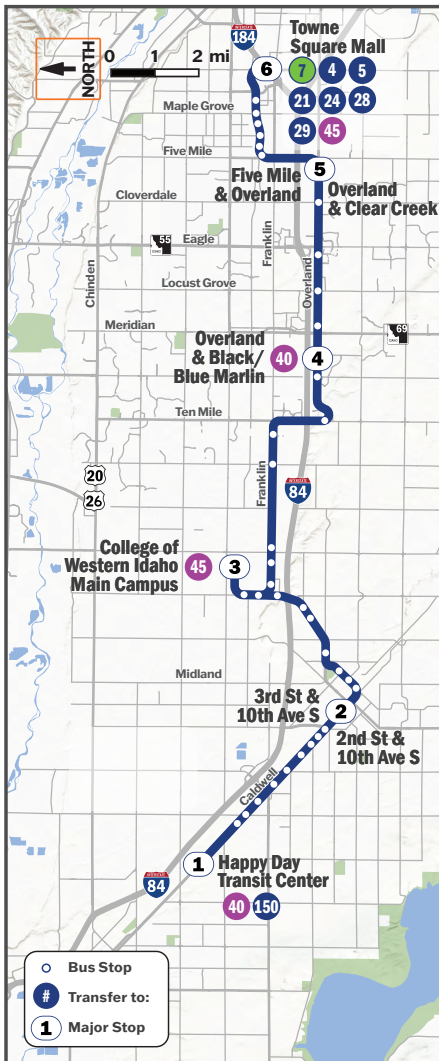 INTERSTATE
184
Towne
Square Mall
NORTH
0 1 2 mi
6
7 4 5
21 24 28
29 45
Maple Grove
Five Mile
5
Five Mile
& Overland
Overland
& Clear Creek
Cloverdale
55
Eagle
Franklin
Overland
Chinden
Locust Grove
Meridian
69
Overland
& Black/
Blue Marlin
40
4
Ten Mile
20
26
Franklin
84
College of
Western Idaho
Main Campus
45
3
Midland
3rd St &
10th Ave S
2
2nd St &
10th Ave S
Caldwell
1
Happy Day
Transit Center
84
40 150
Bus Stop
# Transfer to:
1 Major Stop